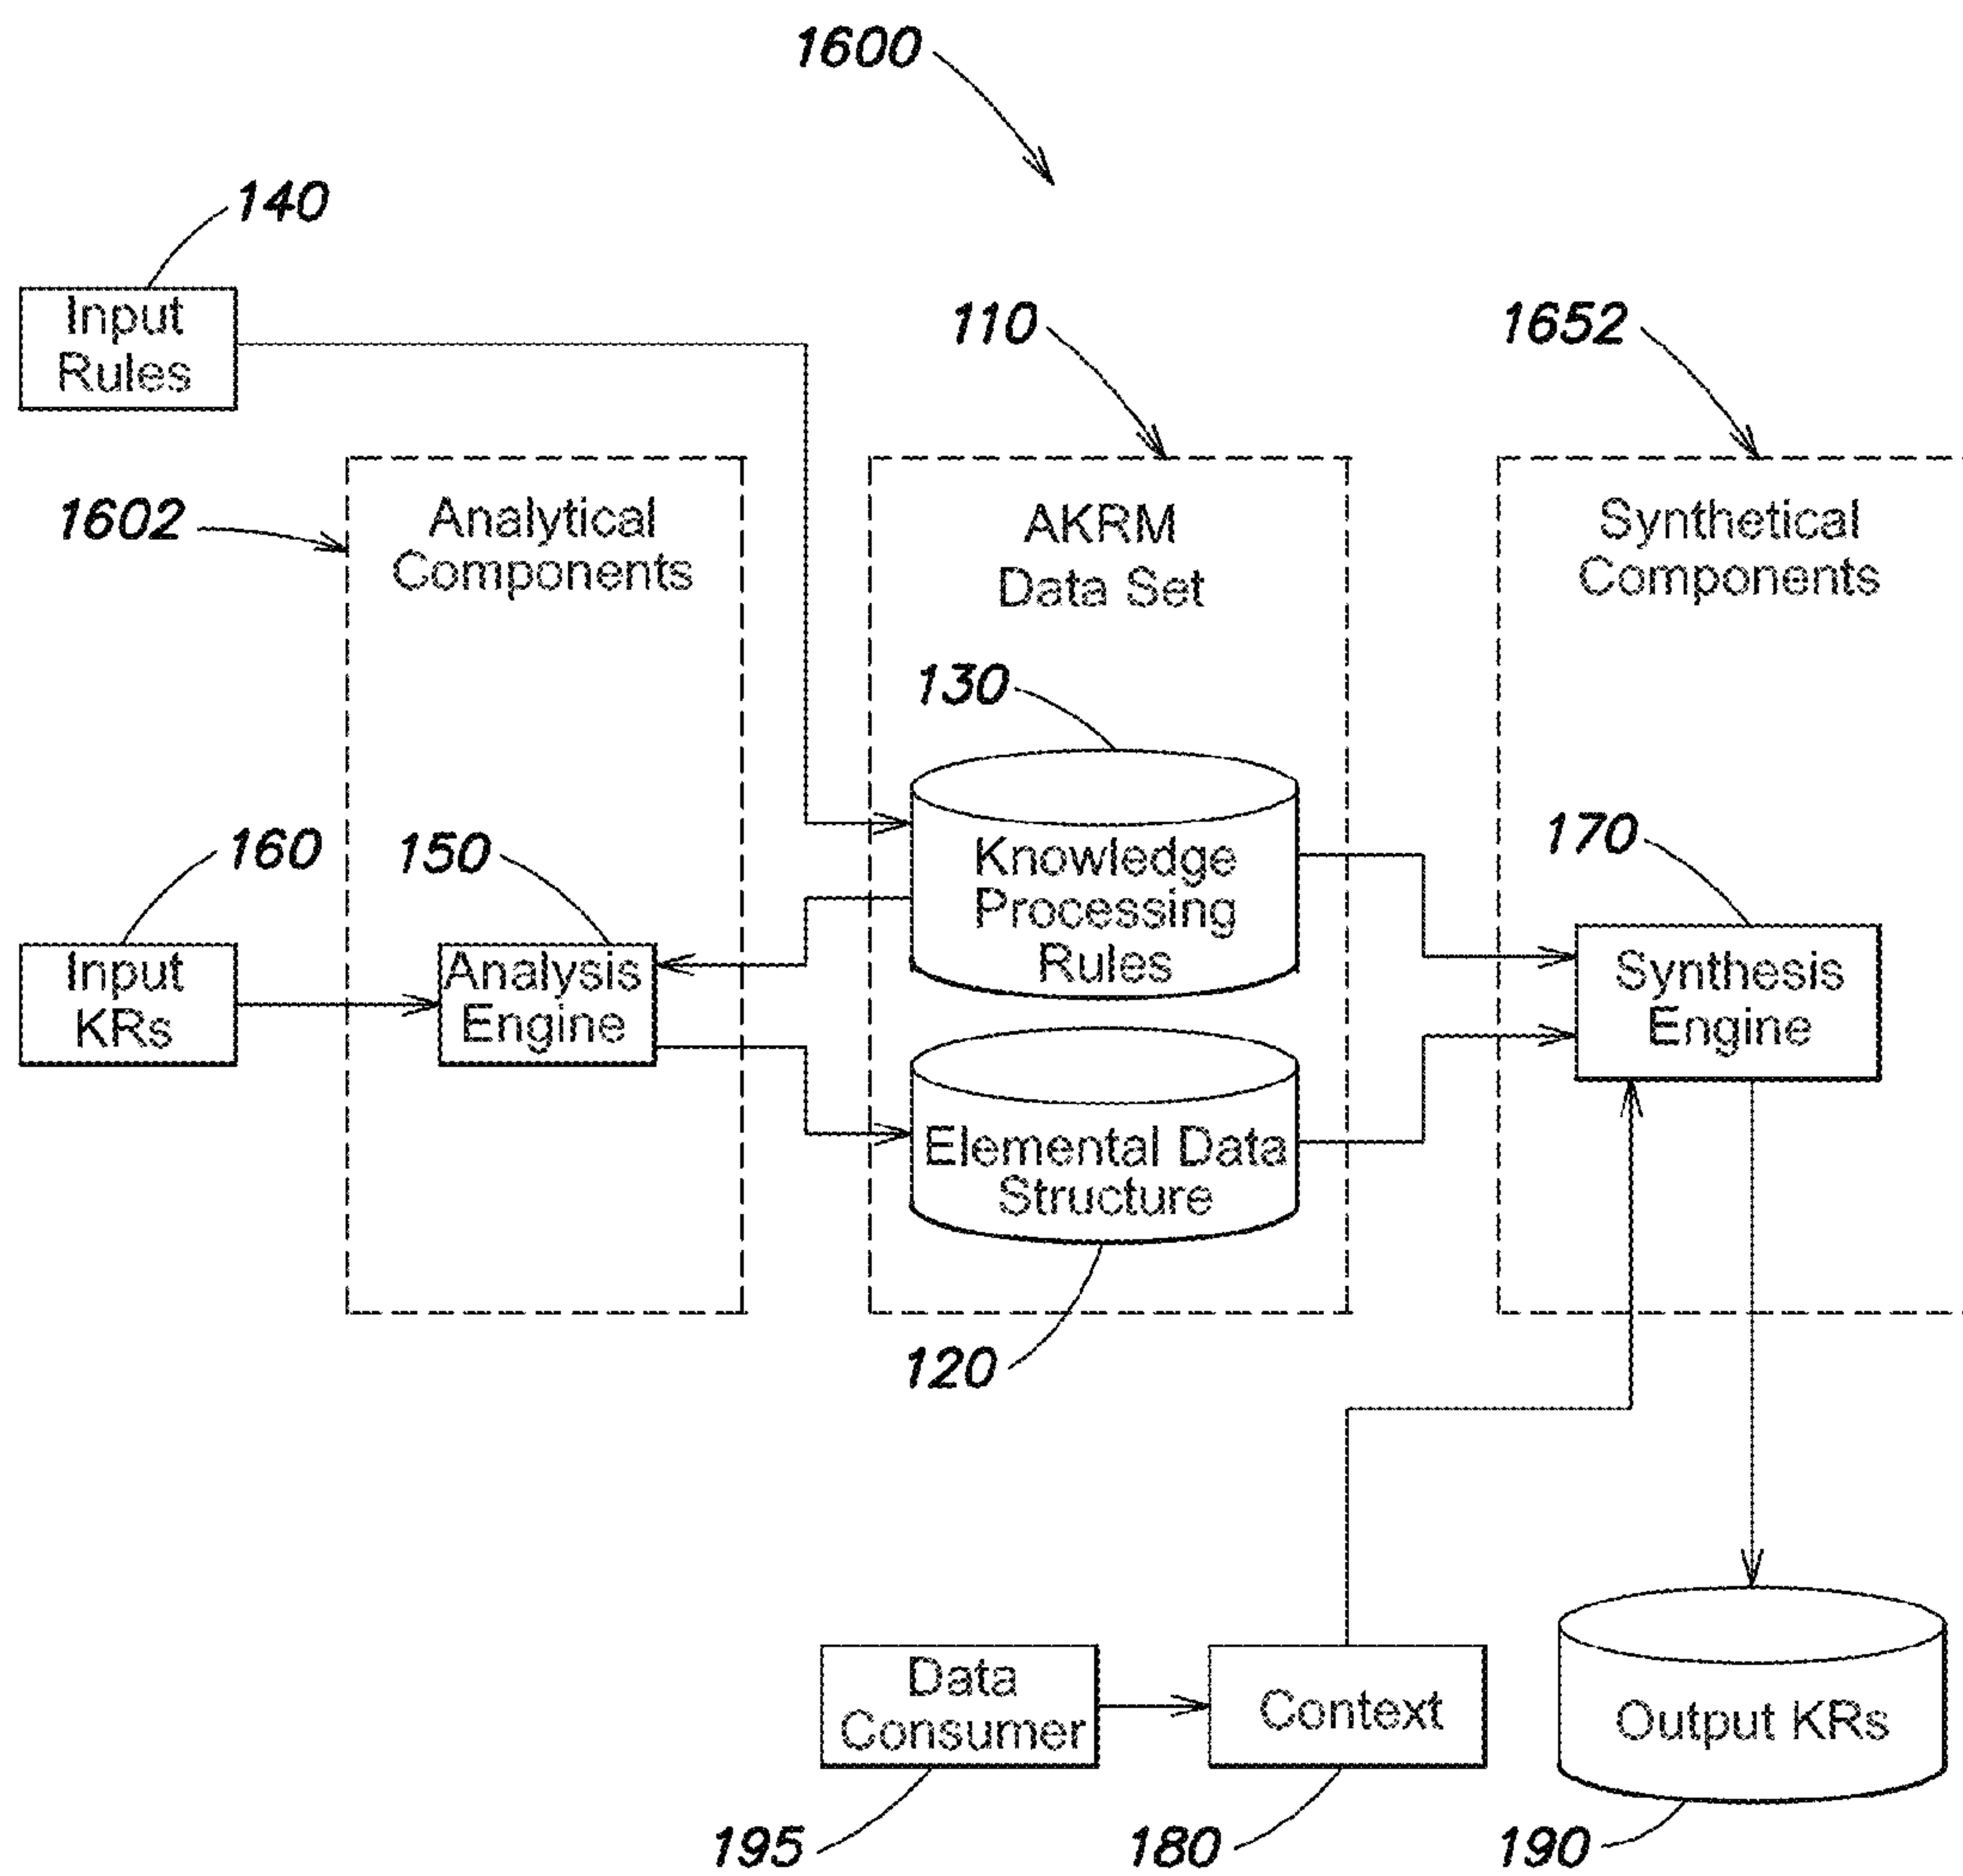 1600
140
Input
Rules
110
1652
1602
Analytical
Components
AKRM
Data Set
Synthetical
Components
130
Knowledge
Processing
Rules
160
150
170
Input
KRs
Analysis
Engine
Synthesis
Engine
Elemental Data
Structure
120
Data
Consumer
Context
Output KRs
195
180
190